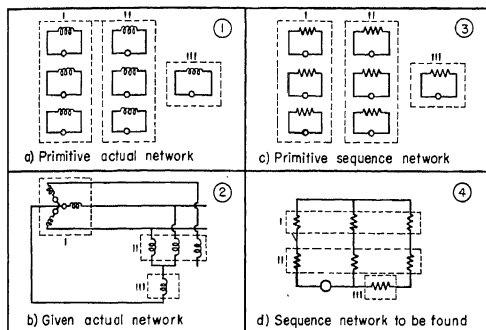 I II ①
III
a) Primitive actual network
I II ③
III
c) Primitive sequence network
②
I
II
III
b) Given actual network
④
I
II
III
d) Sequence network to be found